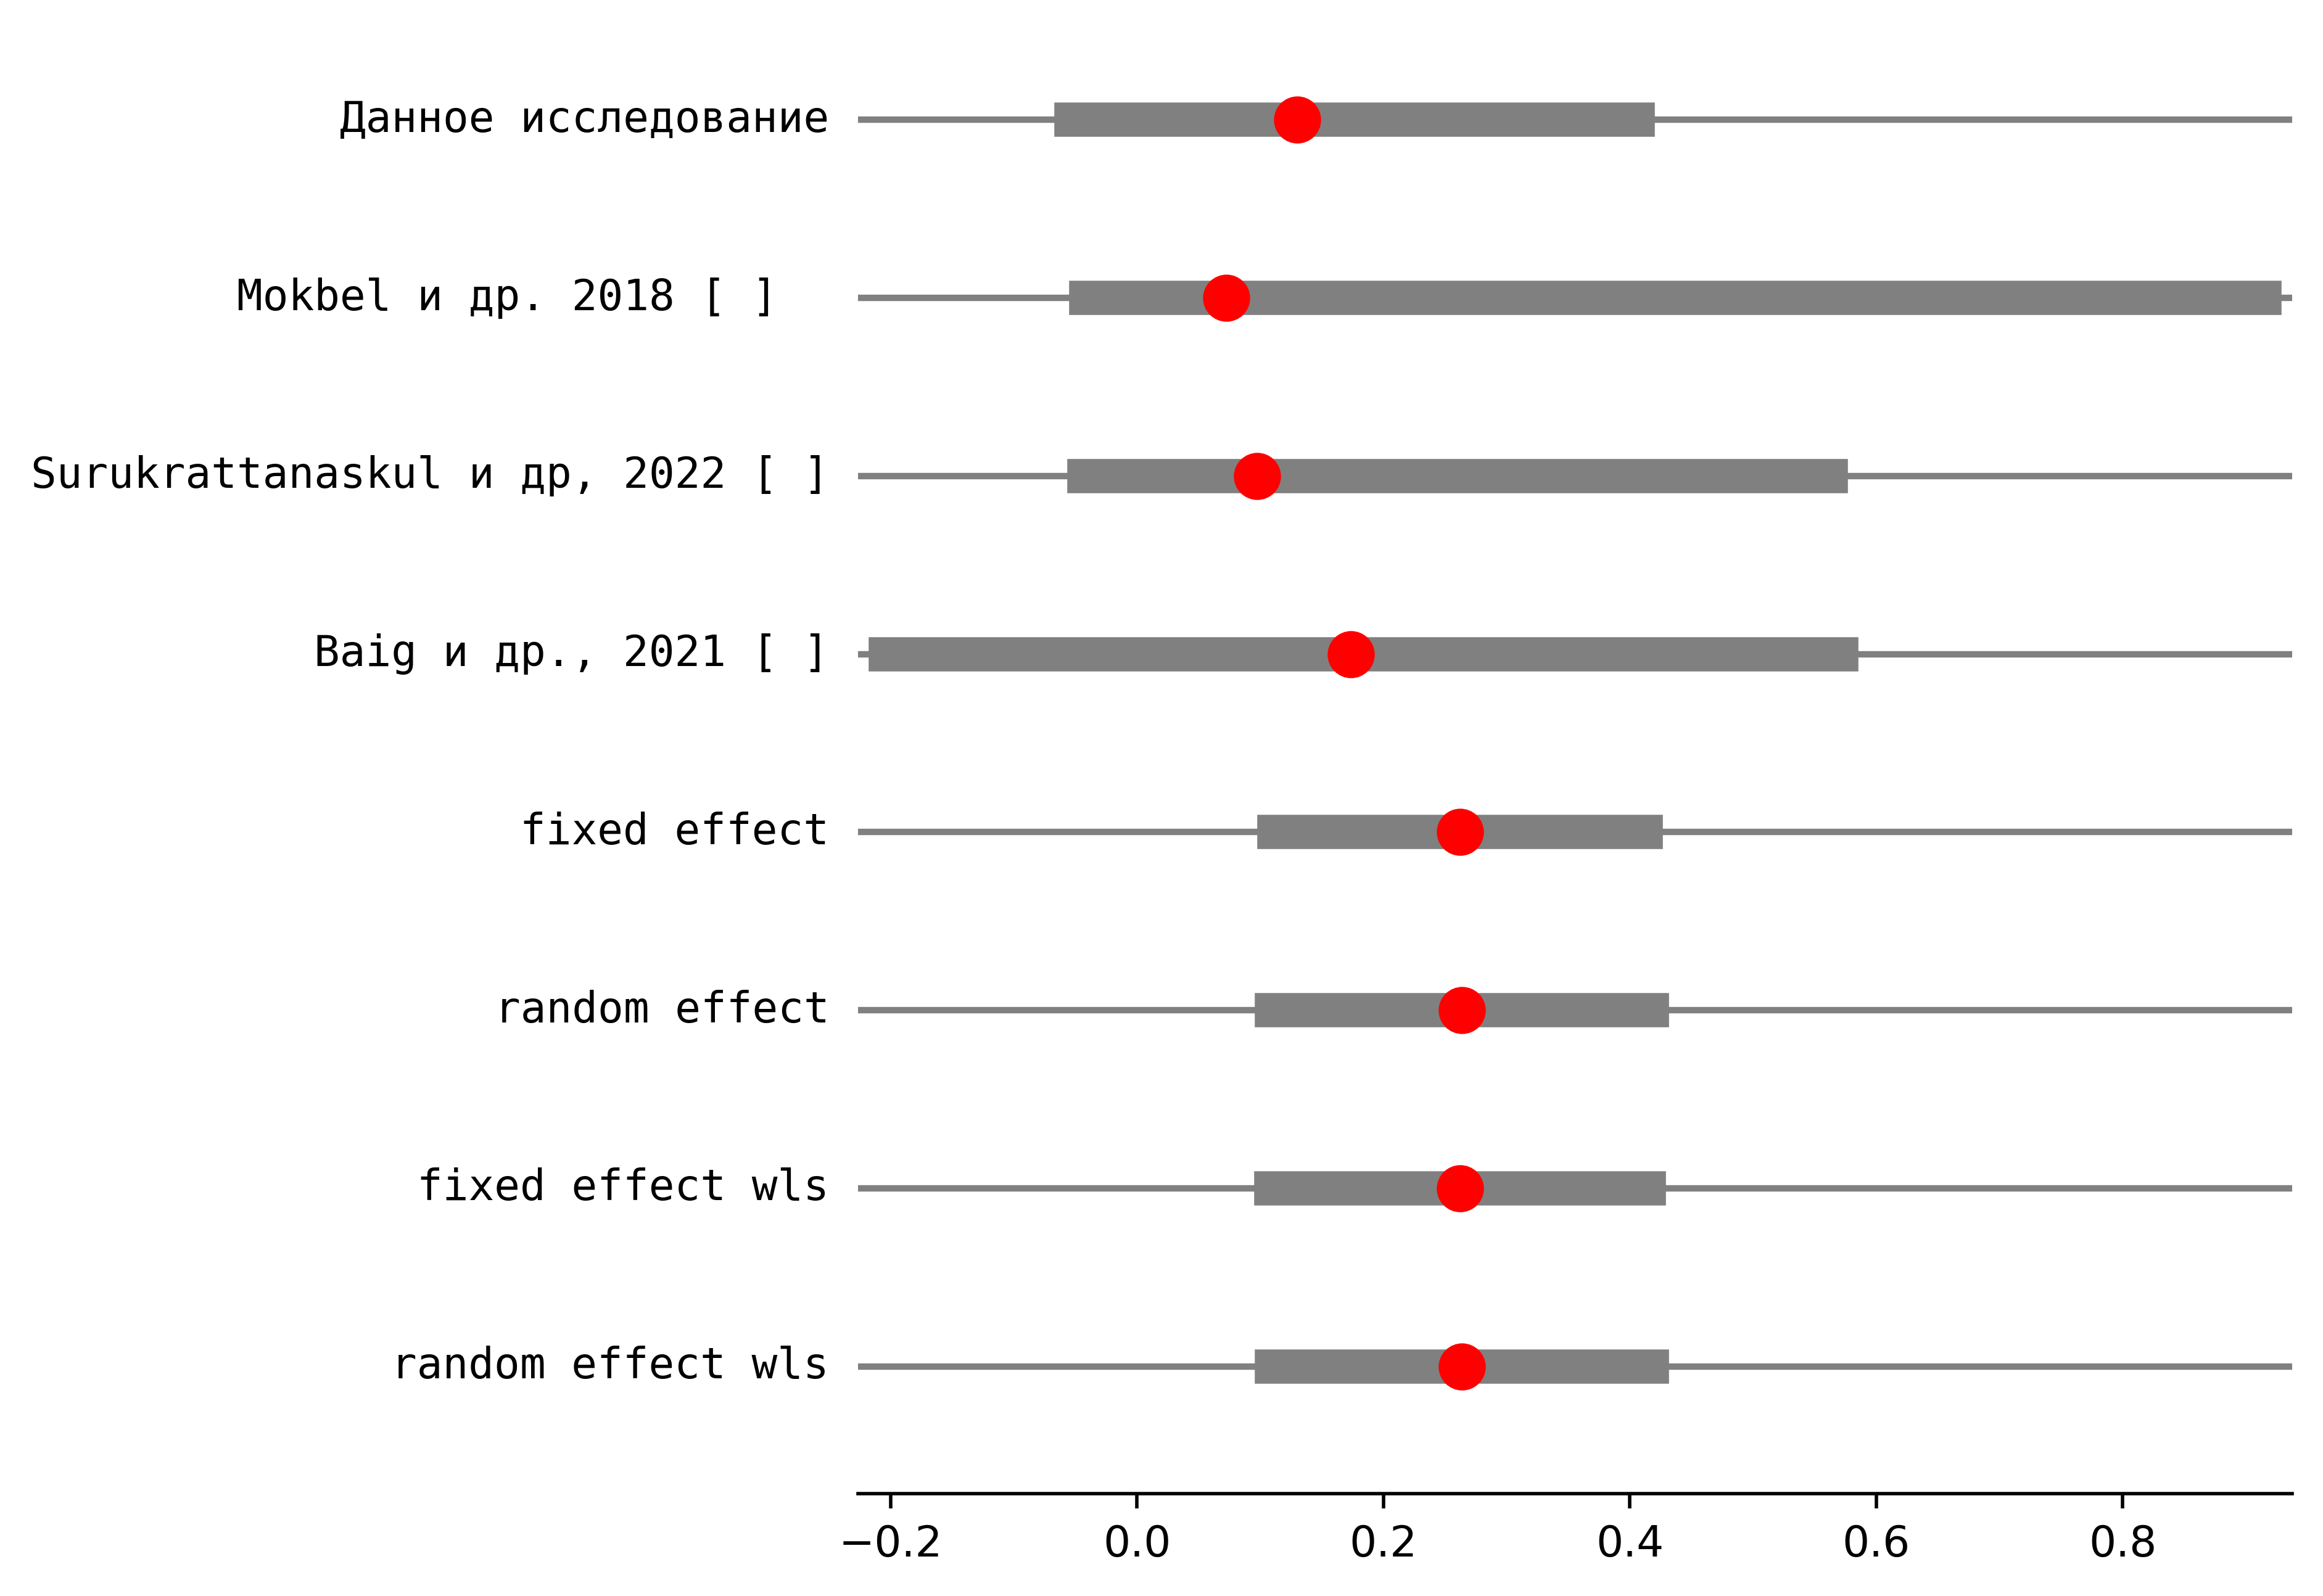 Данное исследование
Mokbel и др. 2018 [ ]
Surukrattanaskul и др, 2022 [ ]
Baig и др., 2021 [ ]
fixed effect
random effect
fixed effect wls
random effect wls
−0.2 0.0 0.2 0.4 0.6 0.8